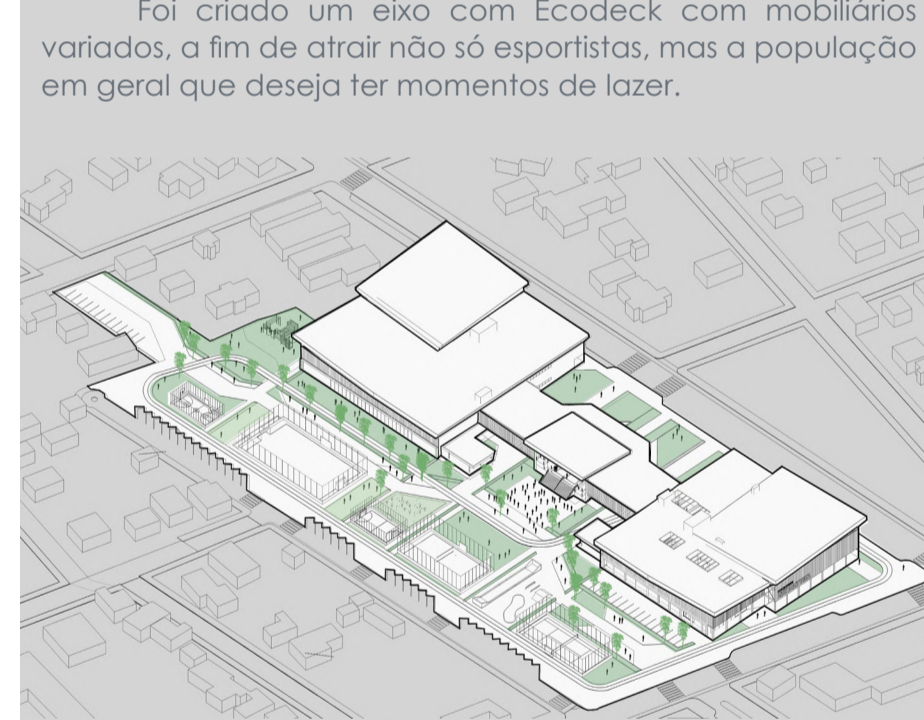 Foi criado um eixo com Ecodeck com mobiliários
variados, a fim de atrair não só esportistas, mas a população
em geral que deseja ter momentos de lazer.